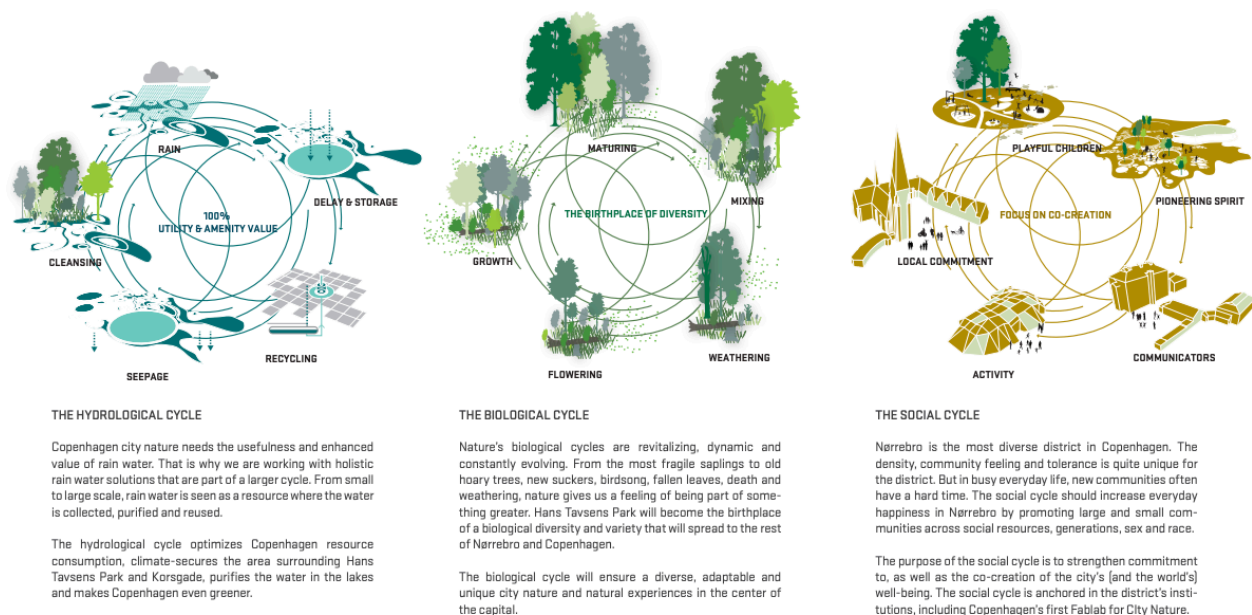 RAIN
DELAY & STORAGE
100%
UTILITY & AMENITY VALUE
CLEANSING
RECYCLING
SEEPAGE
MATURING
MIXING
THE BIRTHPLACE OF DIVERSITY
GROWTH
WEATHERING
FLOWERING
PLAYFUL CHILDREN
PIONEERING SPIRIT
FOCUS ON CO-CREATION
LOCAL COMMITMENT
COMMUNICATORS
ACTIVITY
THE HYDROLOGICAL CYCLE
Copenhagen city nature needs the usefulness and enhanced
value of rain water. That is why we are working with holistic
rain water solutions that are part of a larger cycle. From small
to large scale, rain water is seen as a resource where the water
is collected, purified and reused.
The hydrological cycle optimizes Copenhagen resource
consumption, climate-secures the area surrounding Hans
Tavsens Park and Korsgade, purifies the water in the lakes
and makes Copenhagen even greener.
THE BIOLOGICAL CYCLE
Nature's biological cycles are revitalizing, dynamic and
constantly evolving. From the most fragile saplings to old
hoary trees, new suckers, birdsong, fallen leaves, death and
weathering, nature gives us a feeling of being part of some-
thing greater. Hans Tavsens Park will become the birthplace
of a biological diversity and variety that will spread to the rest
of Nørrebro and Copenhagen.
The biological cycle will ensure a diverse, adaptable and
unique city nature and natural experiences in the center of
the capital.
THE SOCIAL CYCLE
Nørrebro is the most diverse district in Copenhagen. The
density, community feeling and tolerance is quite unique for
the district. But in busy everyday life, new communities often
have a hard time. The social cycle should increase everyday
happiness in Nørrebro by promoting large and small com-
munities across social resources, generations, sex and race.
The purpose of the social cycle is to strengthen commitment
to, as well as the co-creation of the city's (and the world's)
well-being. The social cycle is anchored in the district's insti-
tutions, including Copenhagen's first Fablab for CIty Nature.